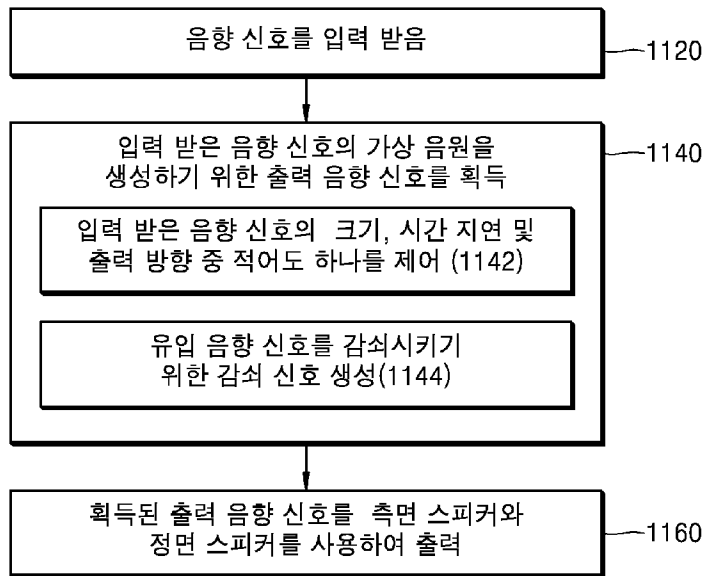 음향 신호를 입력 받음
1120
입력 받은 음향 신호의 가상 음원을
생성하기 위한 출력 음향 신호를 획득
1140
입력 받은 음향 신호의 크기, 시간 지연 및
출력 방향 중 적어도 하나를 제어 (1142)
유입 음향 신호를 감쇠시키기
위한 감쇠 신호 생성(1144)
획득된 출력 음향 신호를 측면 스피커와
정면 스피커를 사용하여 출력
1160